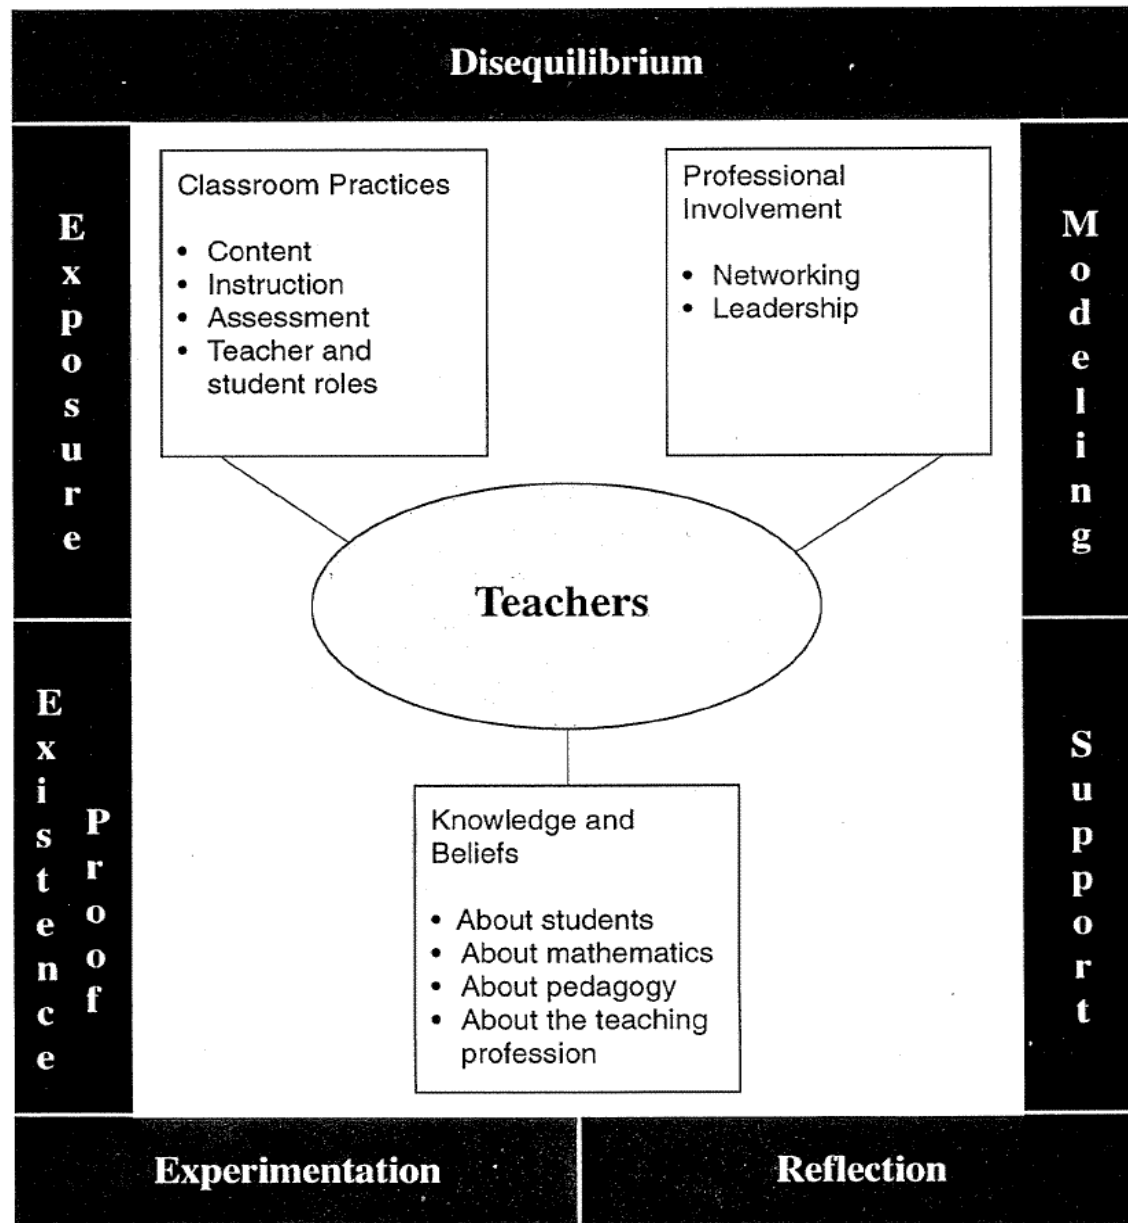 Disequilibrium
Exposure
Existence
Proof
Classroom Practices
• Content
• Instruction
• Assessment
• Teacher and
student roles
Professional
Involvement
• Networking
• Leadership
Teachers
Knowledge and
Beliefs
• About students
• About mathematics
• About pedagogy
• About the teaching
profession
Modeling
Support
Experimentation
Reflection